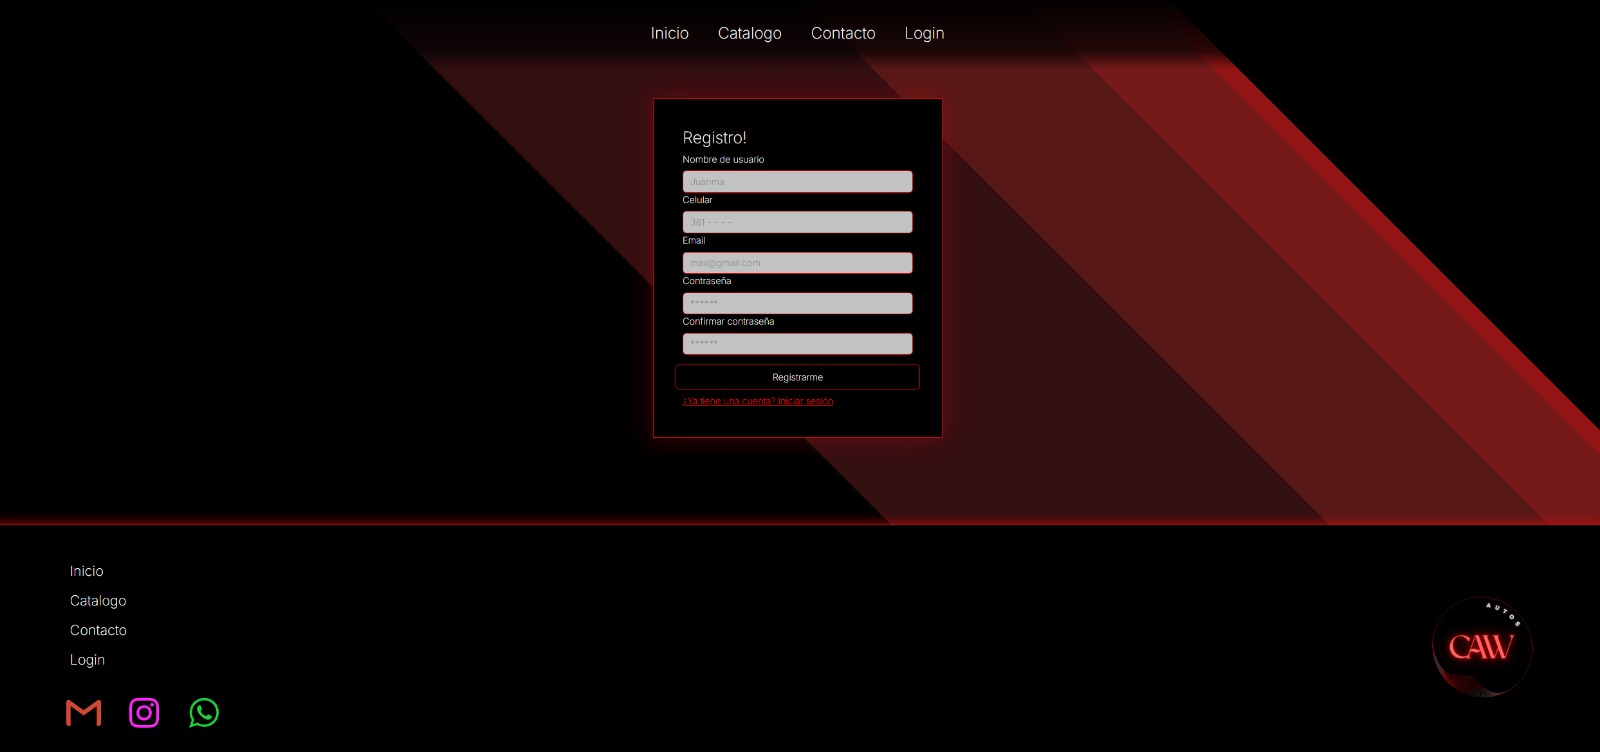 Inicio Catalogo Contacto Login
Registro!
Nombre de usuario
Juanma
Celular
381 - - - -
Email
mail@gmail.com
Contraseña
******
Confirmar contraseña
******
Registrarme
¿Ya tiene una cuenta? Iniciar sesión
Inicio
Catalogo
Contacto
Login
AUTOS
CAW